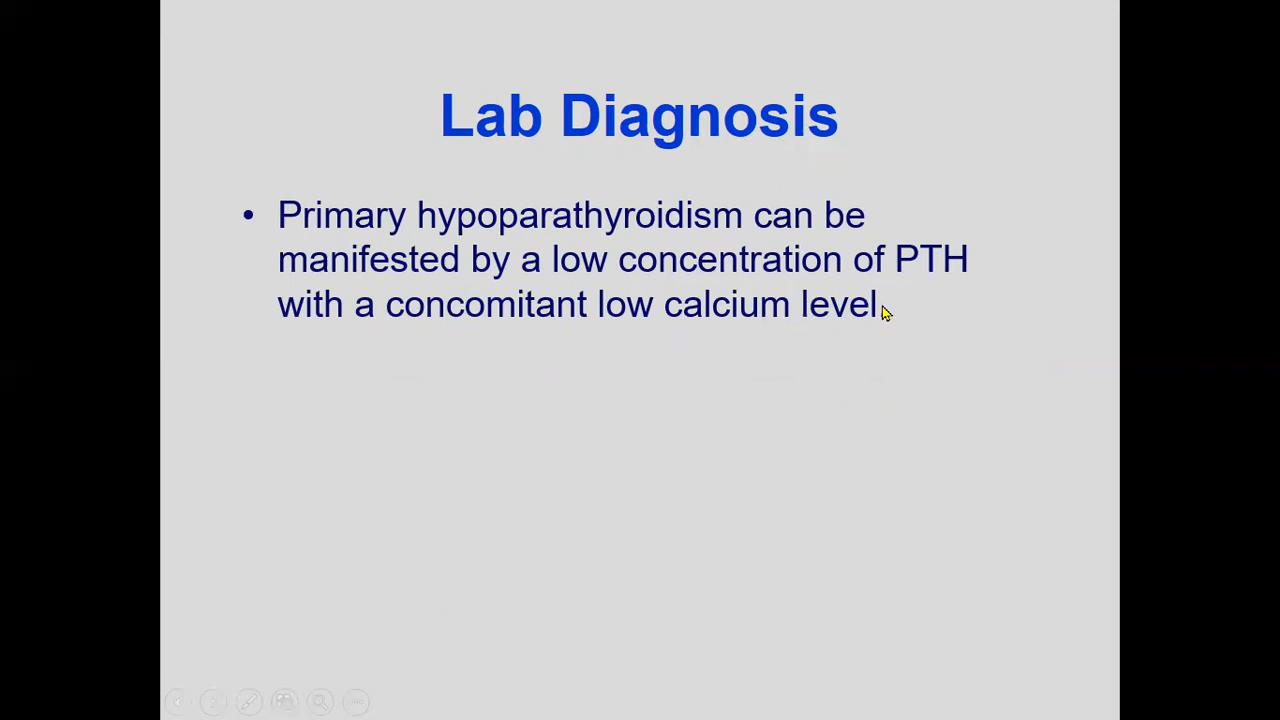 Lab Diagnosis
• Primary hypoparathyroidism can be
manifested by a low concentration of PTH
with a concomitant low calcium level.